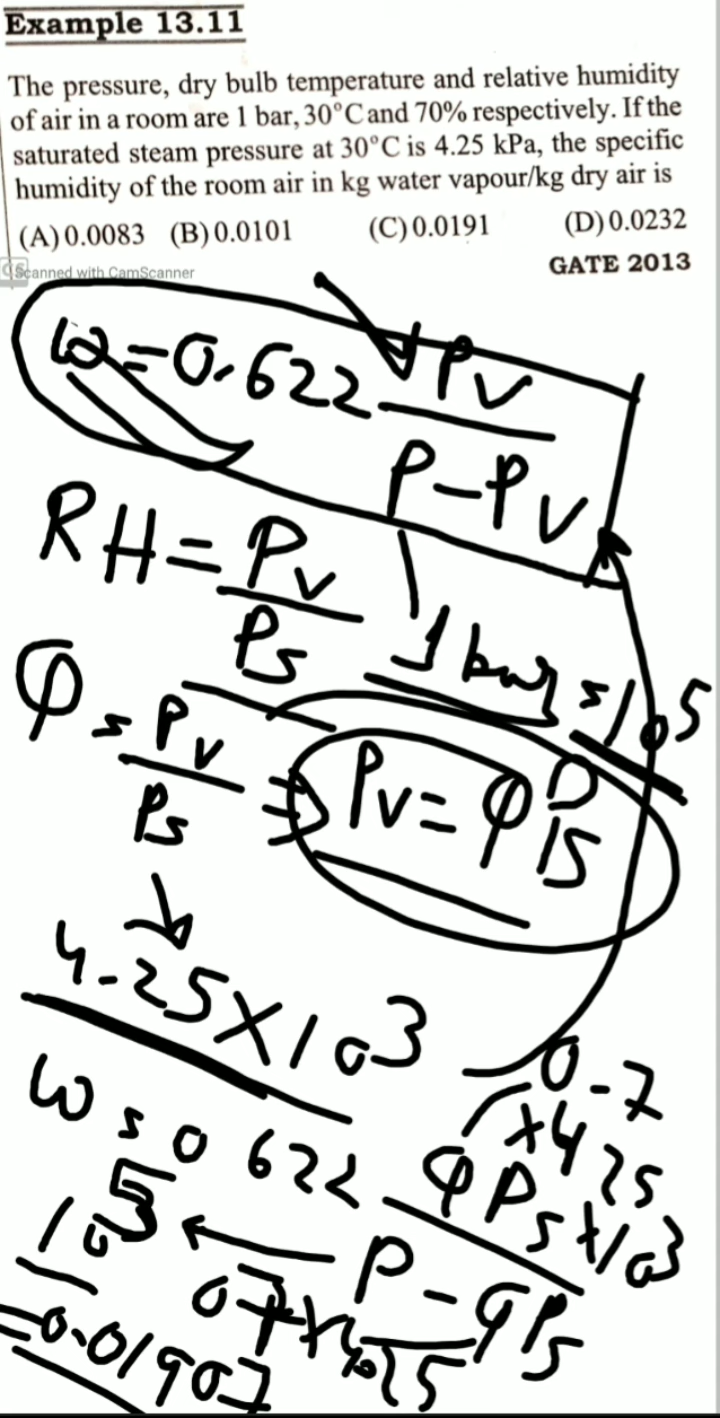 Example 13.11
The pressure, dry bulb temperature and relative humidity
of air in a room are 1 bar, 30°C and 70% respectively. If the
saturated steam pressure at 30°C is 4.25 kPa, the specific
humidity of the room air in kg water vapour/kg dry air is
(A) 0.0083 (B) 0.0101 (C) 0.0191 (D) 0.0232
Scanned with CamScanner
GATE 2013
ω = 0.622 Pv
P - Pv
RH = Pv
Ps
1 bar = 10^5
φ = Pv
Ps
⇒ Pv = φ Ps
4.25 × 10^3
0.7
× 4.25
× 10^3
ω = 0.622 φ Ps
P - φ Ps
10^5
0.7 × 4.25
= 0.01907